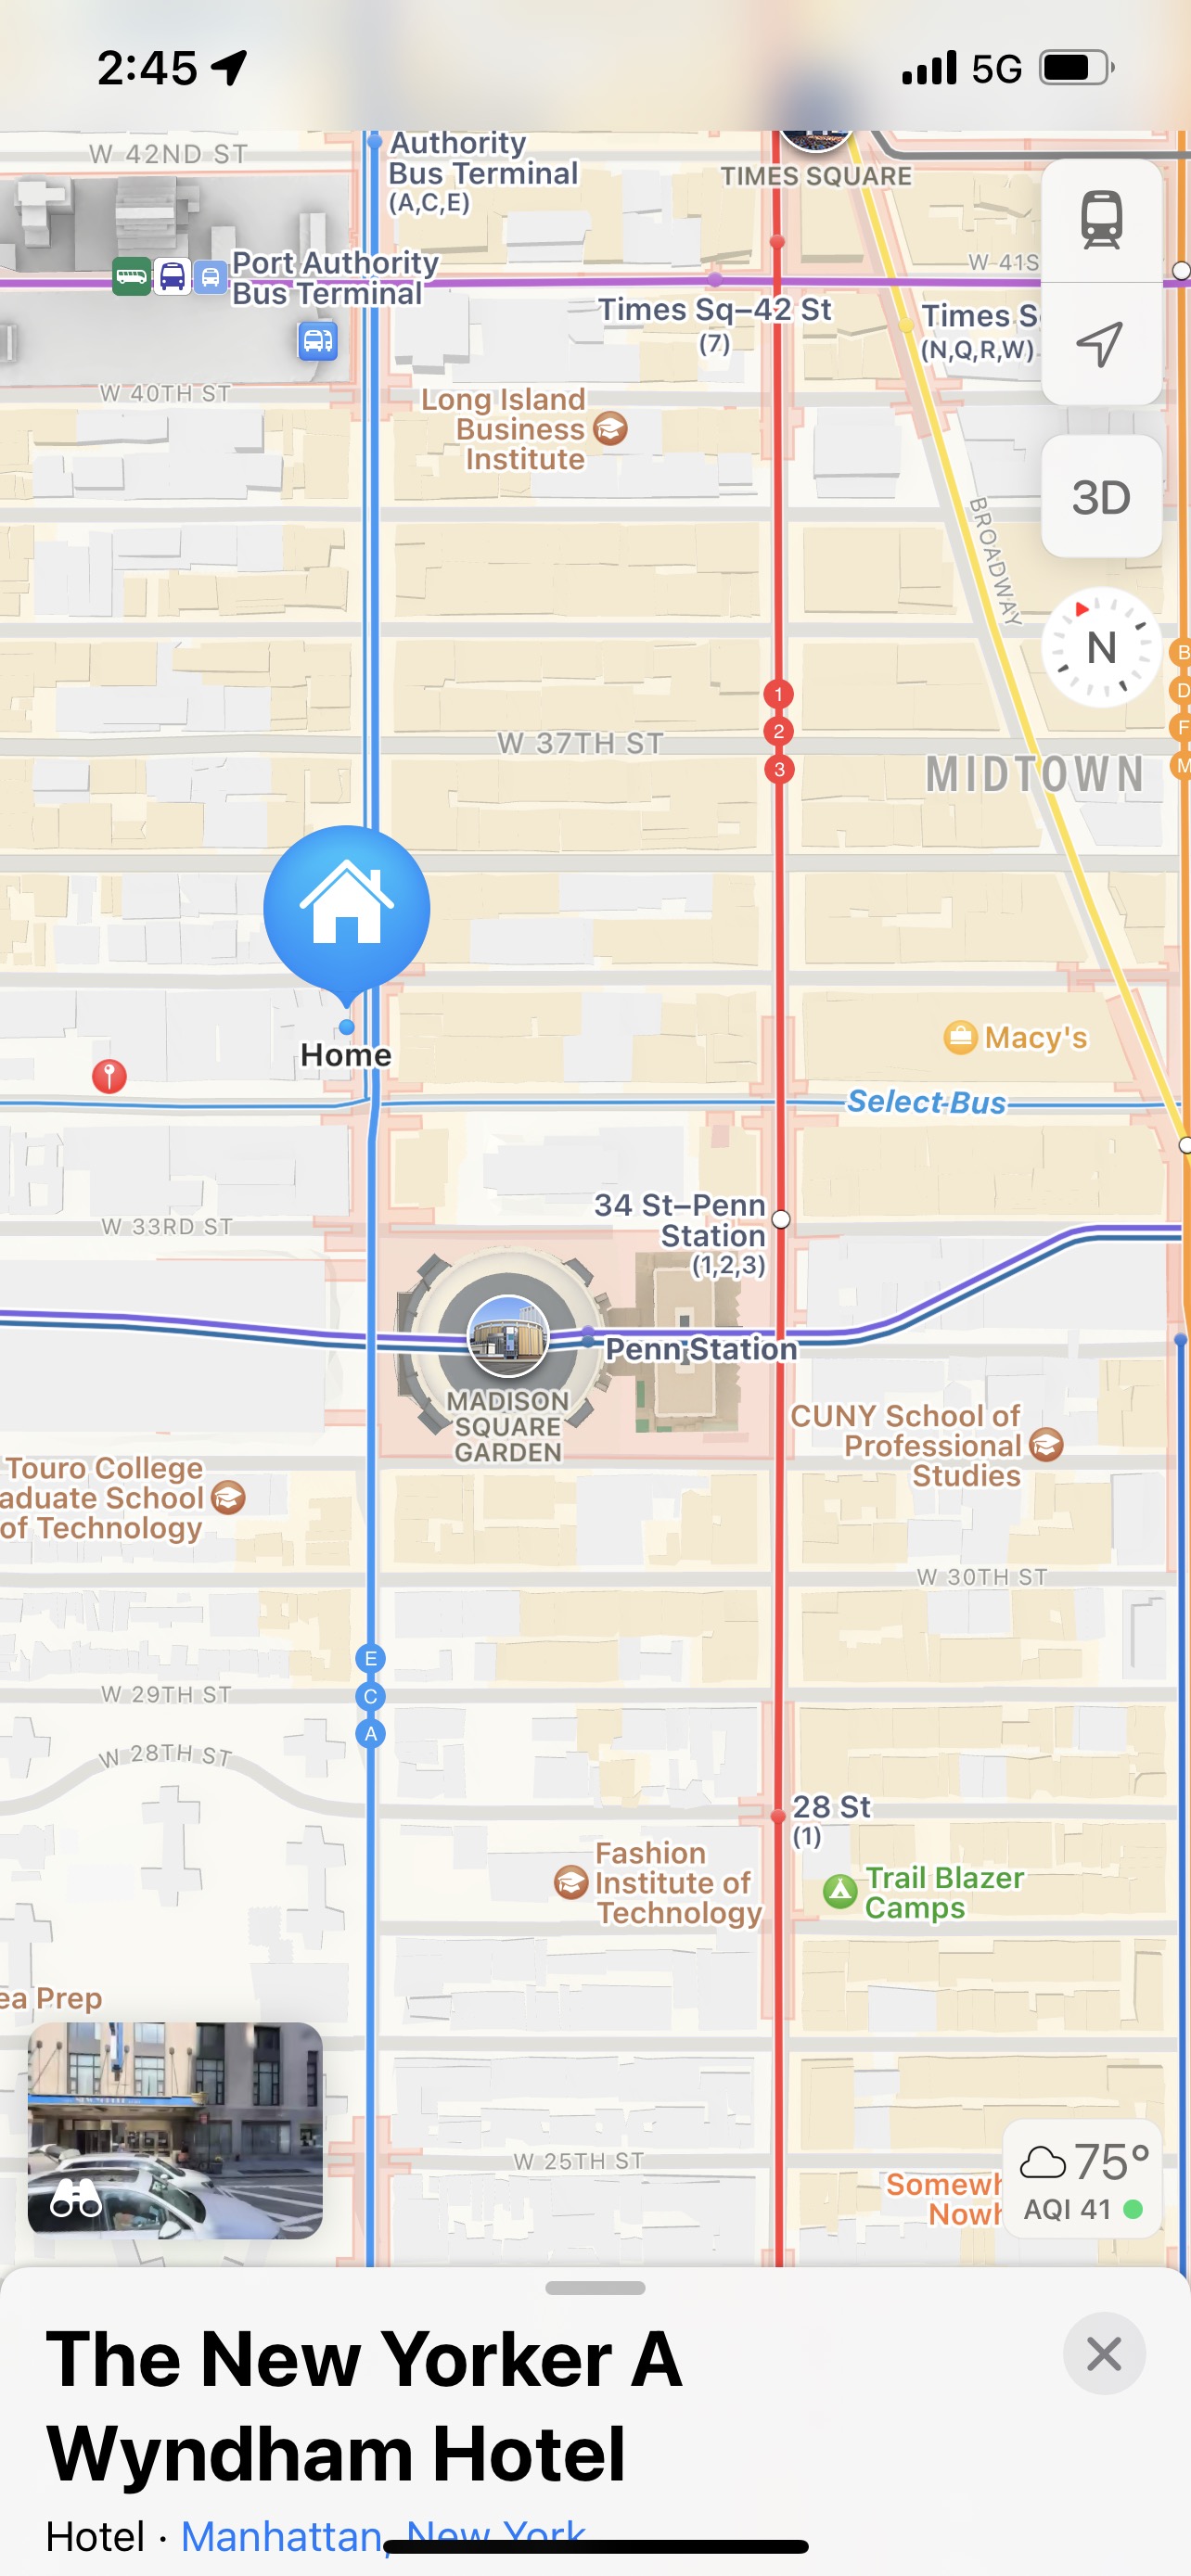 2:45
5G
W 42ND ST
Authority
Bus Terminal
(A,C,E)
TIMES SQUARE
Port Authority
Bus Terminal
W 41S
Times Sq–42 St
(7)
Times S
(N,Q,R,W)
W 40TH ST
Long Island
Business
Institute
3D
BROADWAY
N
B
D
F
M
1
2
3
W 37TH ST
MIDTOWN
Home
Macy's
Select Bus
34 St–Penn
Station
(1,2,3)
W 33RD ST
Penn Station
MADISON
SQUARE
GARDEN
CUNY School of
Professional
Studies
Touro College
aduate School
of Technology
W 30TH ST
E
C
A
W 29TH ST
W 28TH ST
28 St
(1)
Fashion
Institute of
Technology
Trail Blazer
Camps
ea Prep
W 25TH ST
Somewh
Nowh
75°
AQI 41
The New Yorker A
Wyndham Hotel
Hotel · Manhattan, New York